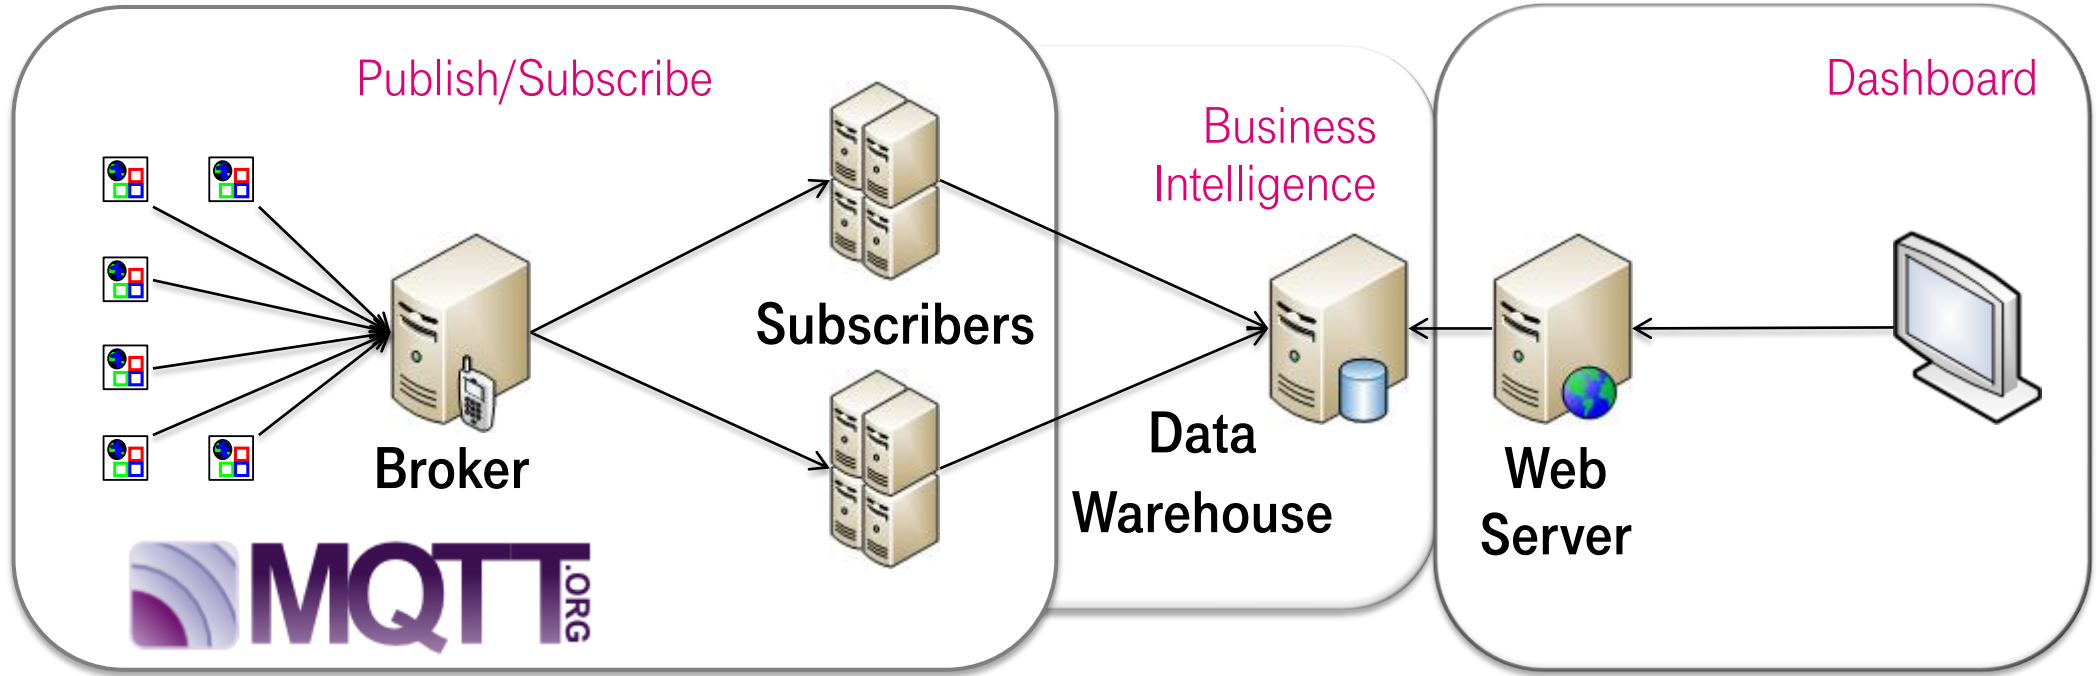 Publish/Subscribe
Business
Intelligence
Dashboard
Subscribers
Broker
Data
Warehouse
Web
Server
MQTT.ORG